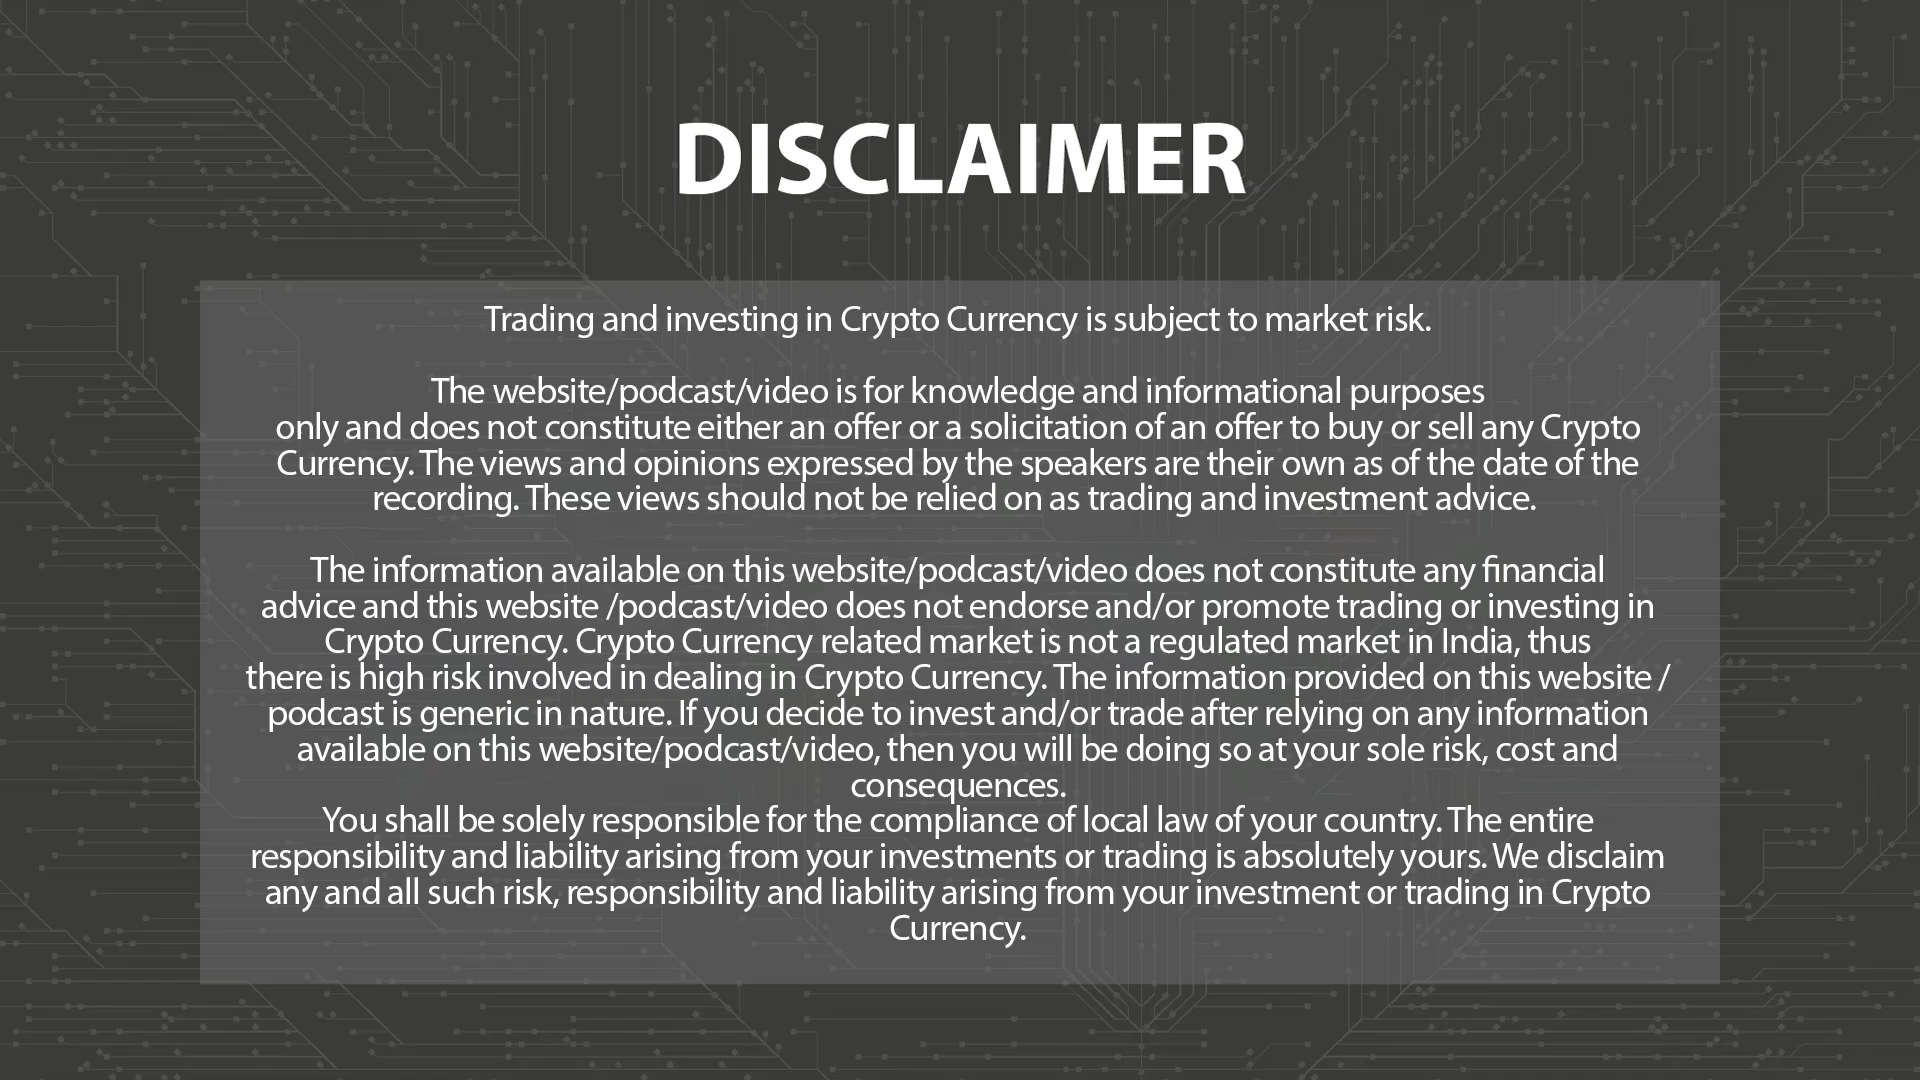 DISCLAIMER
Trading and investing in Crypto Currency is subject to market risk.
The website/podcast/video is for knowledge and informational purposes
only and does not constitute either an offer or a solicitation of an offer to buy or sell any Crypto
Currency. The views and opinions expressed by the speakers are their own as of the date of the
recording. These views should not be relied on as trading and investment advice.
The information available on this website/podcast/video does not constitute any financial
advice and this website /podcast/video does not endorse and/or promote trading or investing in
Crypto Currency. Crypto Currency related market is not a regulated market in India, thus
there is high risk involved in dealing in Crypto Currency. The information provided on this website /
podcast is generic in nature. If you decide to invest and/or trade after relying on any information
available on this website/podcast/video, then you will be doing so at your sole risk, cost and
consequences.
You shall be solely responsible for the compliance of local law of your country. The entire
responsibility and liability arising from your investments or trading is absolutely yours. We disclaim
any and all such risk, responsibility and liability arising from your investment or trading in Crypto
Currency.